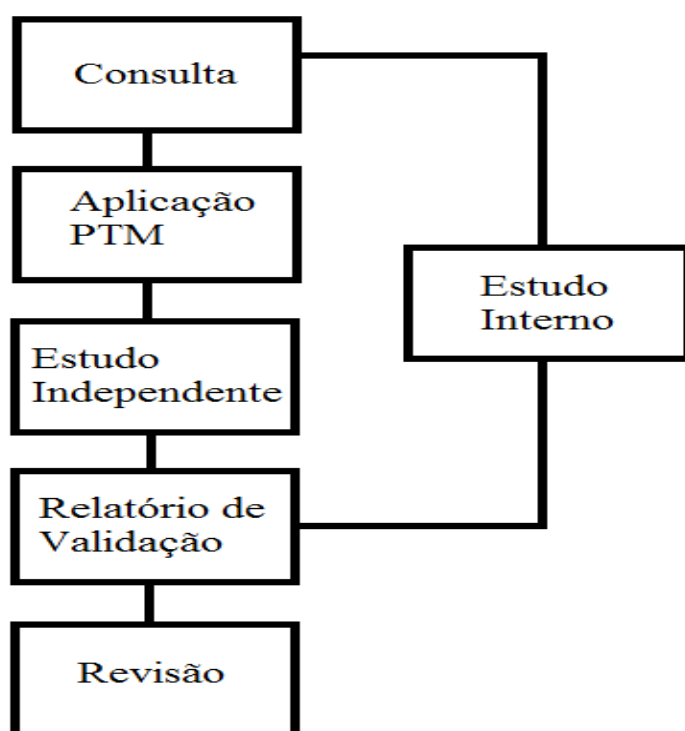 Consulta
Aplicação
PTM
Estudo
Independente
Relatório de
Validação
Revisão
Estudo
Interno